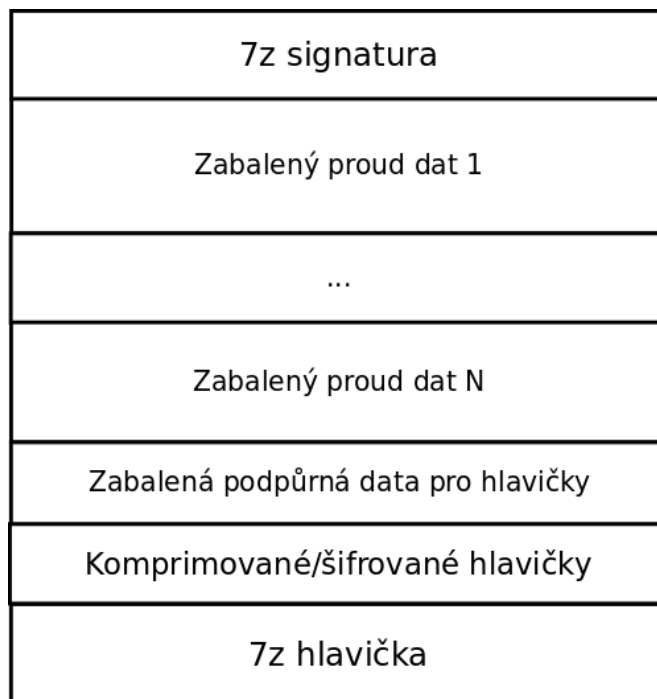 7z signatura
Zabalený proud dat 1
...
Zabalený proud dat N
Zabalená podpůrná data pro hlavičky
Komprimované/šifrované hlavičky
7z hlavička